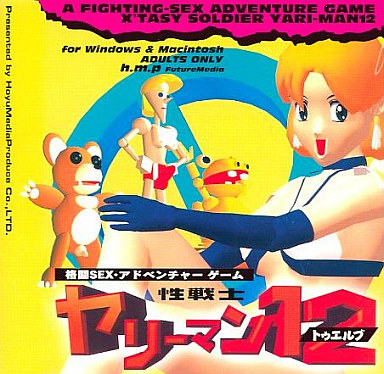 A FIGHTING-SEX ADVENTURE GAME
X'TASY SOLDIER YARI-MAN12
for Windows & Macintosh
ADULTS ONLY
h.m.p FutureMedia
Presented by HoyuMediaProduce Co.,LTD.
格闘SEX・アドベンチャーゲーム
性戦士
ヤリーマン12
トゥエルブ